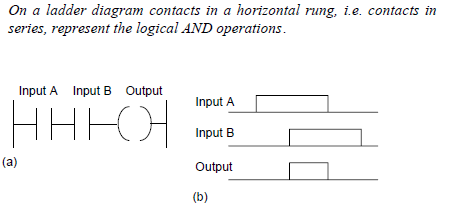 On a ladder diagram contacts in a horizontal rung, i.e. contacts in
series, represent the logical AND operations.
Input A Input B Output
(a)
Input A
Input B
Output
(b)